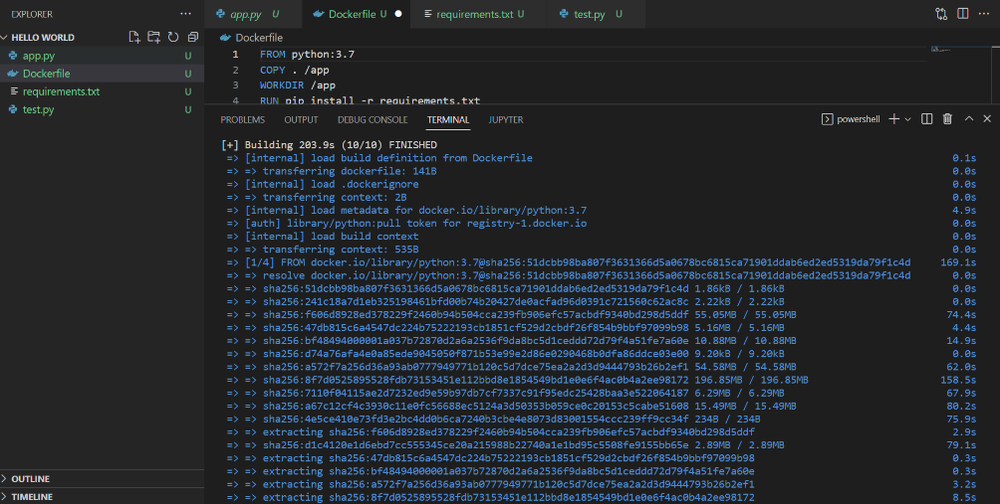 EXPLORER
···
HELLO WORLD
app.py U
Dockerfile U
requirements.txt U
test.py U
OUTLINE
TIMELINE
app.py U
Dockerfile U
requirements.txt U
test.py U
···
Dockerfile
1 FROM python:3.7
2 COPY . /app
3 WORKDIR /app
4 RUN pip install -r requirements.txt
PROBLEMS OUTPUT DEBUG CONSOLE TERMINAL JUPYTER
powershell
[+] Building 203.9s (10/10) FINISHED
=> [internal] load build definition from Dockerfile 0.1s
=> => transferring dockerfile: 141B 0.0s
=> [internal] load .dockerignore 0.0s
=> => transferring context: 2B 0.0s
=> [internal] load metadata for docker.io/library/python:3.7 4.9s
=> [auth] library/python:pull token for registry-1.docker.io 0.0s
=> [internal] load build context 0.0s
=> => transferring context: 535B 0.0s
=> [1/4] FROM docker.io/library/python:3.7@sha256:51dcbb98ba807f3631366d5a0678bc6815ca71901ddab6ed2ed5319da79f1c4d 169.1s
=> => resolve docker.io/library/python:3.7@sha256:51dcbb98ba807f3631366d5a0678bc6815ca71901ddab6ed2ed5319da79f1c4d 0.0s
=> => sha256:51dcbb98ba807f3631366d5a0678bc6815ca71901ddab6ed2ed5319da79f1c4d 1.86kB / 1.86kB 0.0s
=> => sha256:241c18a7d1eb325198461bfd00b74b20427de0acfad96d0391c721560c62ac8c 2.22kB / 2.22kB 0.0s
=> => sha256:f606d8928ed378229f2460b94b504cca239fb906efc57acbdf9340bd298d5ddf 55.05MB / 55.05MB 74.4s
=> => sha256:47db815c6a4547dc224b75222193cb1851cf529d2cbdf26f854b9bbf97099b98 5.16MB / 5.16MB 4.4s
=> => sha256:bf48494000001a037b72870d2a6a2536f9da8bc5d1ceddd72d79f4a51fe7a60e 10.88MB / 10.88MB 14.9s
=> => sha256:d74a76afa4e0a85ede9045050f871b53e99e2d86e0290468b0dfa86ddce03e00 9.20kB / 9.20kB 0.0s
=> => sha256:a572f7a256d36a93ab0777949771b120c5d7dce75ea2a2d3d9444793b26b2ef1 54.58MB / 54.58MB 62.0s
=> => sha256:8f7d0525895528fdb73153451e112bbd8e1854549bd1e0e6f4ac0b4a2ee98172 196.85MB / 196.85MB 158.5s
=> => sha256:7110f04115ae2d7232ed9e59b97db7cf7337c91f95edc25428baa3e522064187 6.29MB / 6.29MB 67.9s
=> => sha256:a67c12cf4c3930c11e0fc56688ec5124a3d50353b059ce0c20153c5cabe51608 15.49MB / 15.49MB 80.2s
=> => sha256:4e5ce410e73fd3e2bc4dd0b6ca7240b3cbe4e8073d83001554ccc239ff9cc34f 234B / 234B 75.9s
=> => extracting sha256:f606d8928ed378229f2460b94b504cca239fb906efc57acbdf9340bd298d5ddf 2.9s
=> => sha256:d1c4120e1d6ebd7cc555345ce20a215988b22740a1e1bd95c5508fe9155bb65e 2.89MB / 2.89MB 79.1s
=> => extracting sha256:47db815c6a4547dc224b75222193cb1851cf529d2cbdf26f854b9bbf97099b98 0.3s
=> => extracting sha256:bf48494000001a037b72870d2a6a2536f9da8bc5d1ceddd72d79f4a51fe7a60e 0.3s
=> => extracting sha256:a572f7a256d36a93ab0777949771b120c5d7dce75ea2a2d3d9444793b26b2ef1 3.2s
=> => extracting sha256:8f7d0525895528fdb73153451e112bbd8e1854549bd1e0e6f4ac0b4a2ee98172 8.5s